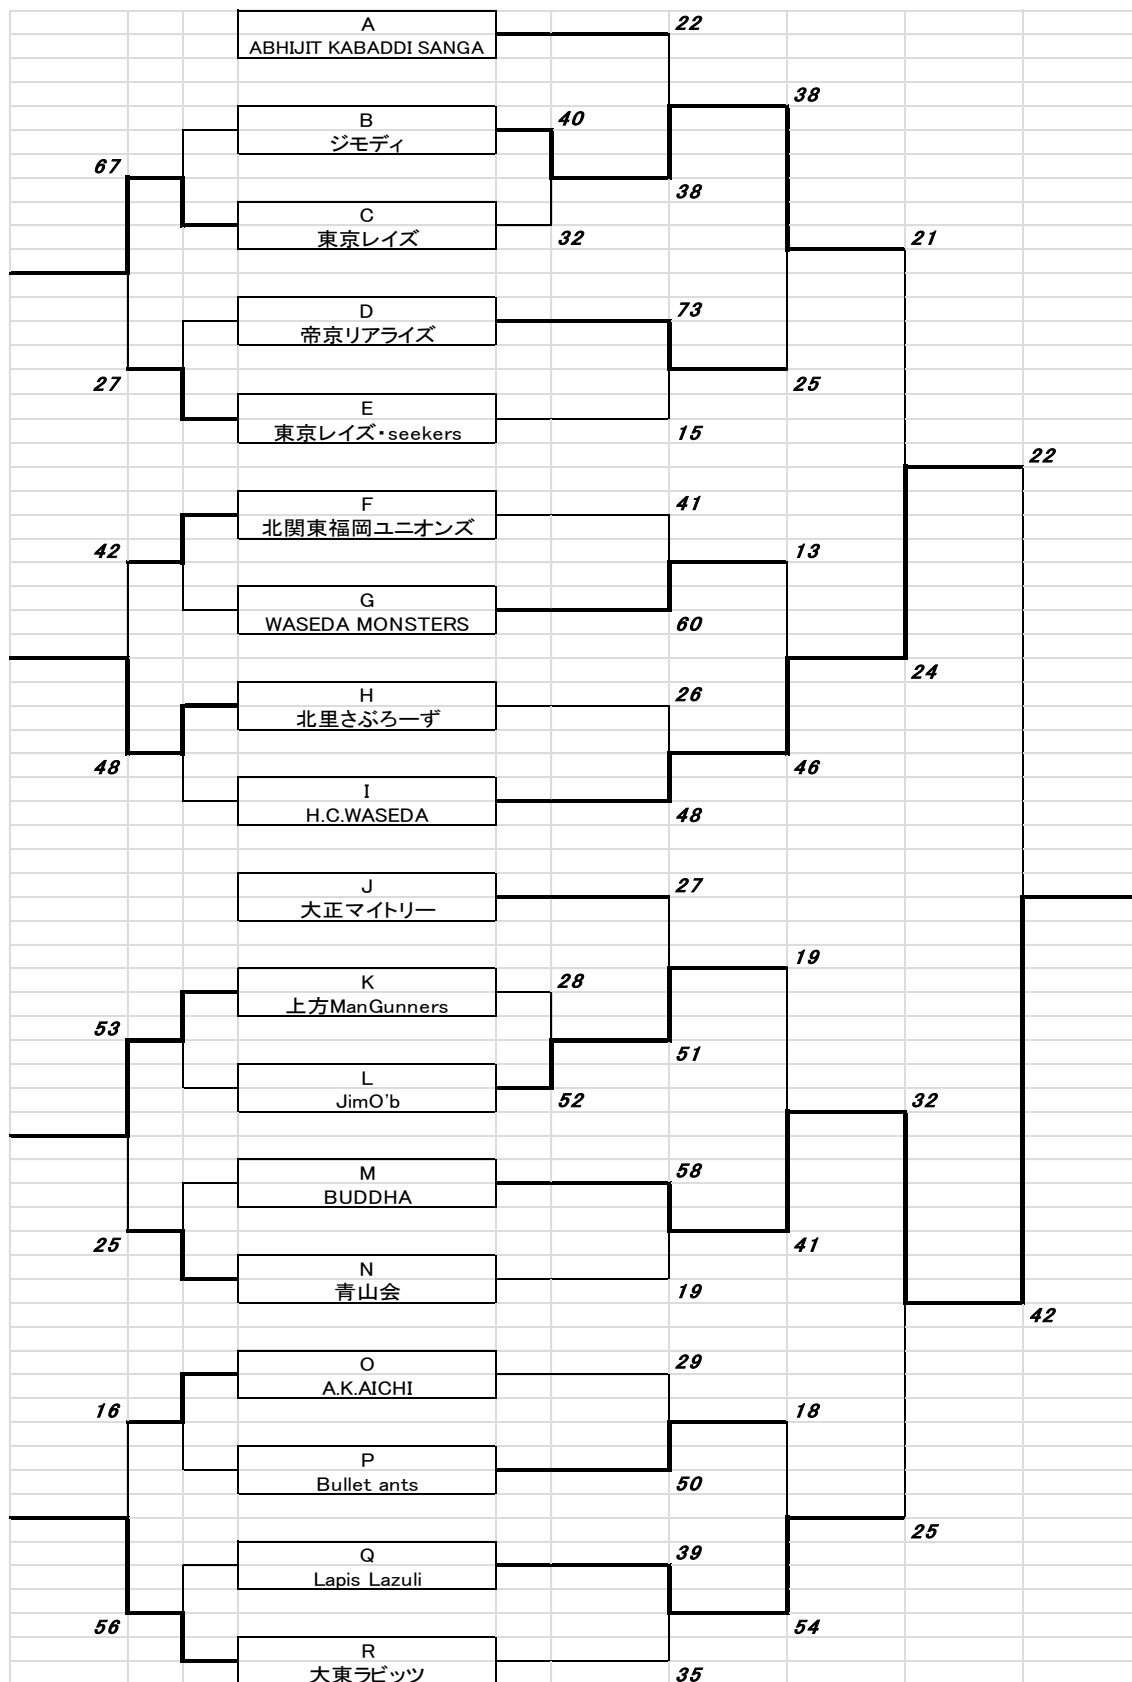 A
22
ABHIJIT KABADDI SANGA
38
B
40
ジモディ
67
38
C
東京レイズ
32
21
D
73
帝京リアライズ
27
25
E
東京レイズ・seekers
15
22
F
41
北関東福岡ユニオンズ
42
13
G
WASEDA MONSTERS
60
24
H
26
北里さぶろーず
48
46
I
H.C.WASEDA
48
J
27
大正マイトリー
19
K
28
上方ManGunners
53
51
L
JimO'b
52
32
M
58
BUDDHA
25
41
N
青山会
19
42
O
29
A.K.AICHI
16
18
P
Bullet ants
50
25
Q
39
Lapis Lazuli
56
54
R
大東ラビッツ
35